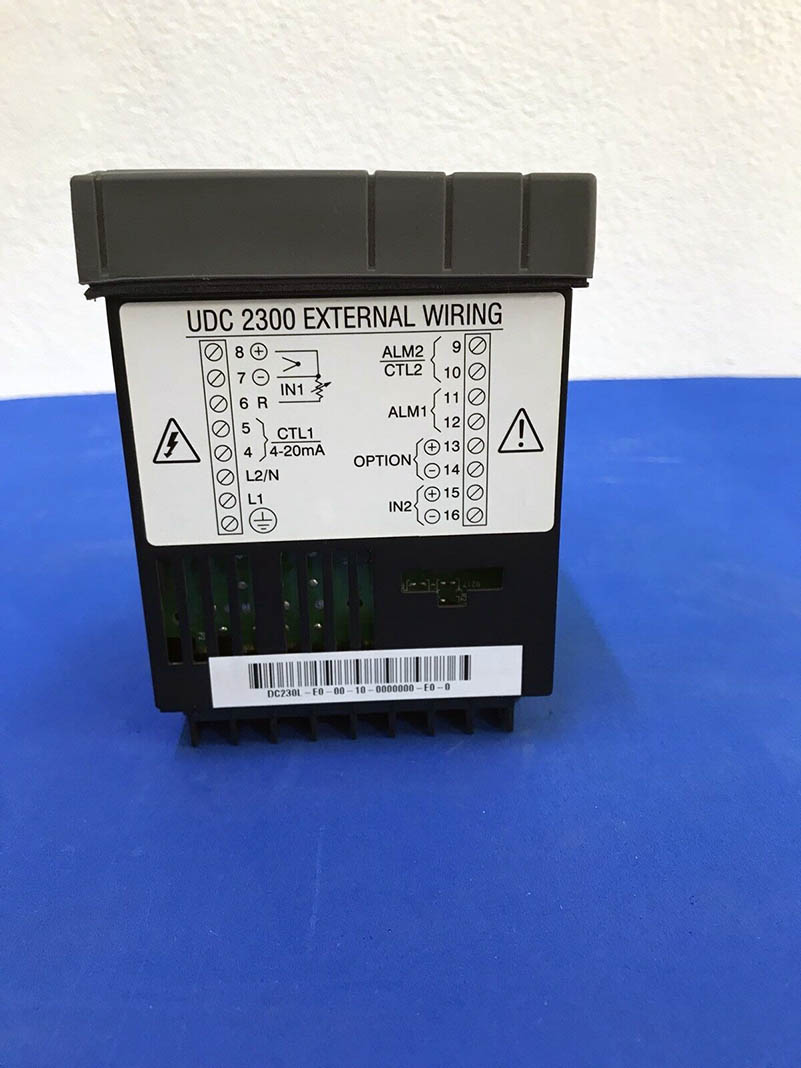 UDC 2300 EXTERNAL WIRING
8 +
7 -
IN1
6 R
5
4
CTL1
4-20mA
L2/N
L1
ALM2
CTL2
9
10
ALM1
11
12
OPTION
+ 13
- 14
IN2
+ 15
- 16
DC230L-E0-00-10-0000000-E0-0